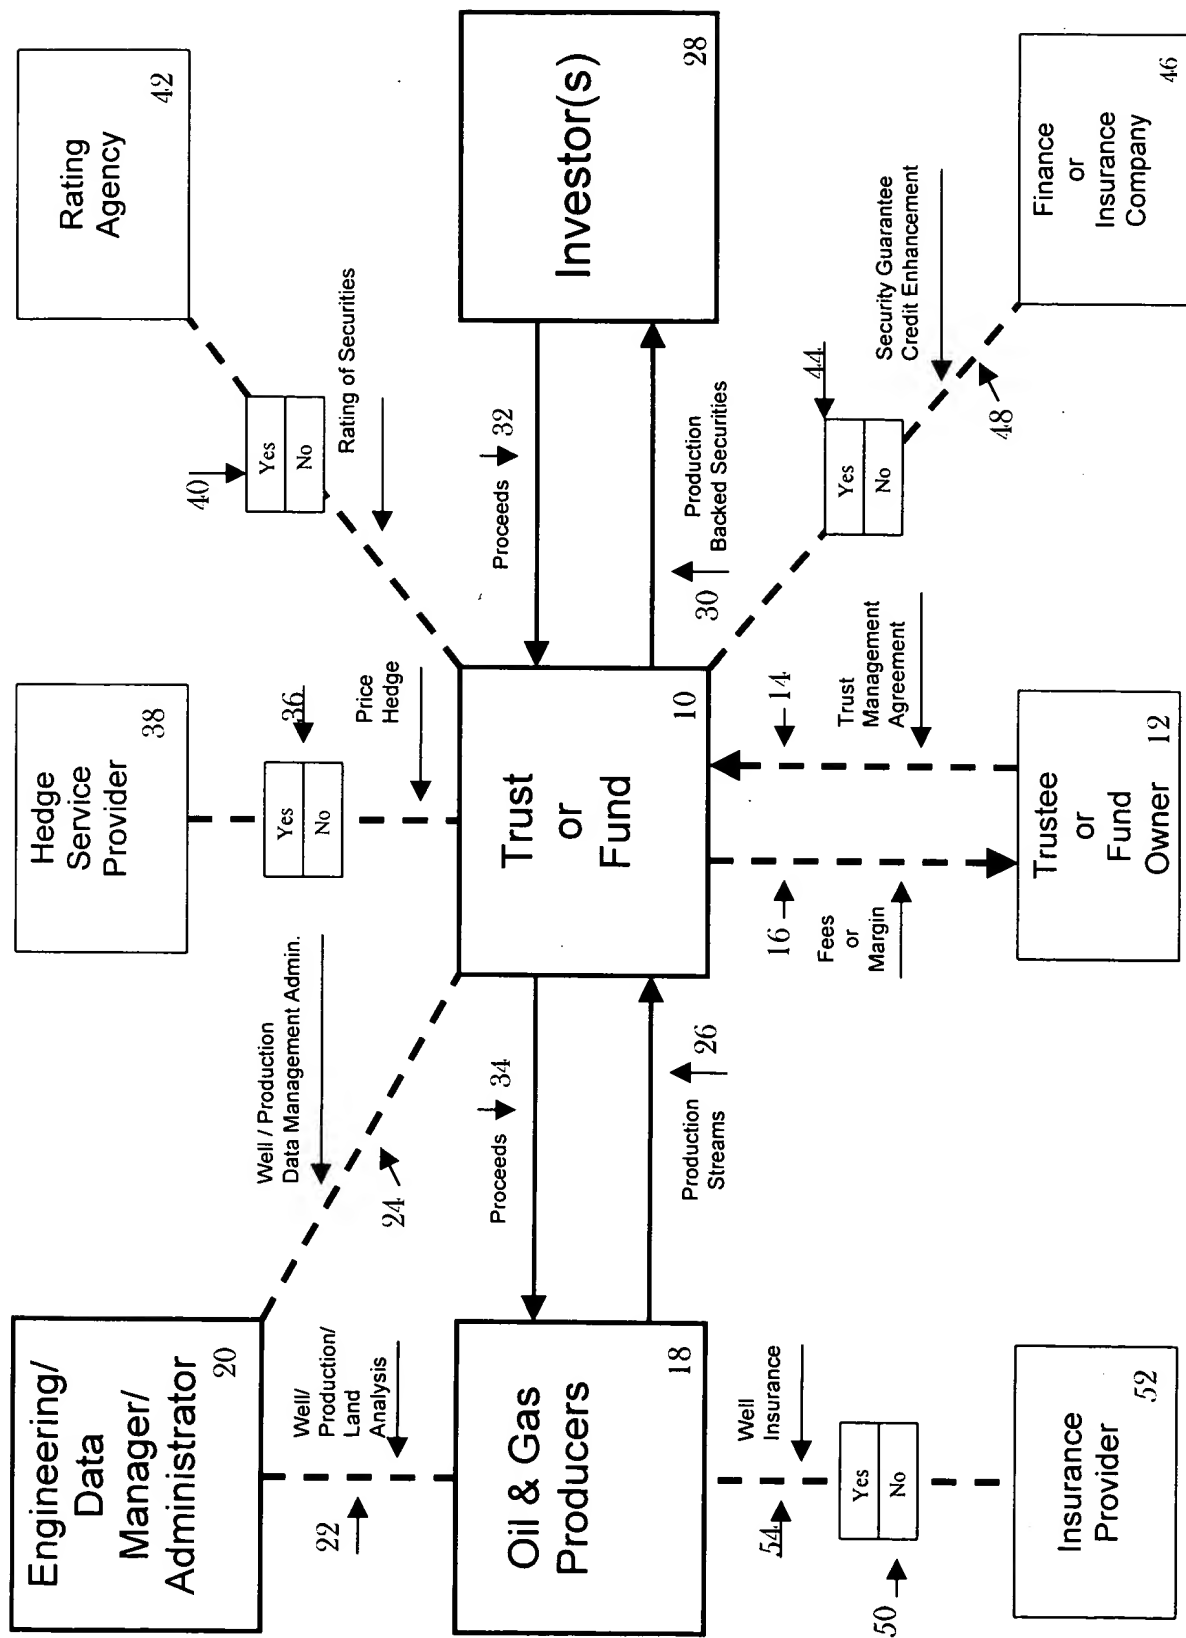 Engineering/
Data
Manager/
Administrator
20
Hedge
Service
Provider
38
Rating
Agency
42
Well / Production
Data Management Admin.
24
36
Yes
No
Price
Hedge
40
Yes
No
Rating of Securities
22
Well/
Production/
Land
Analysis
Oil & Gas
Producers
18
Proceeds
34
Production
Streams
26
Trust
or
Fund
10
Proceeds
32
Production
Backed Securities
30
Investor(s)
28
54
Well
Insurance
50
Yes
No
Insurance
Provider
52
16
Fees
or
Margin
14
Trust
Management
Agreement
Trustee
or
Fund
Owner
12
44
Yes
No
Security Guarantee
Credit Enhancement
48
Finance
or
Insurance
Company
46